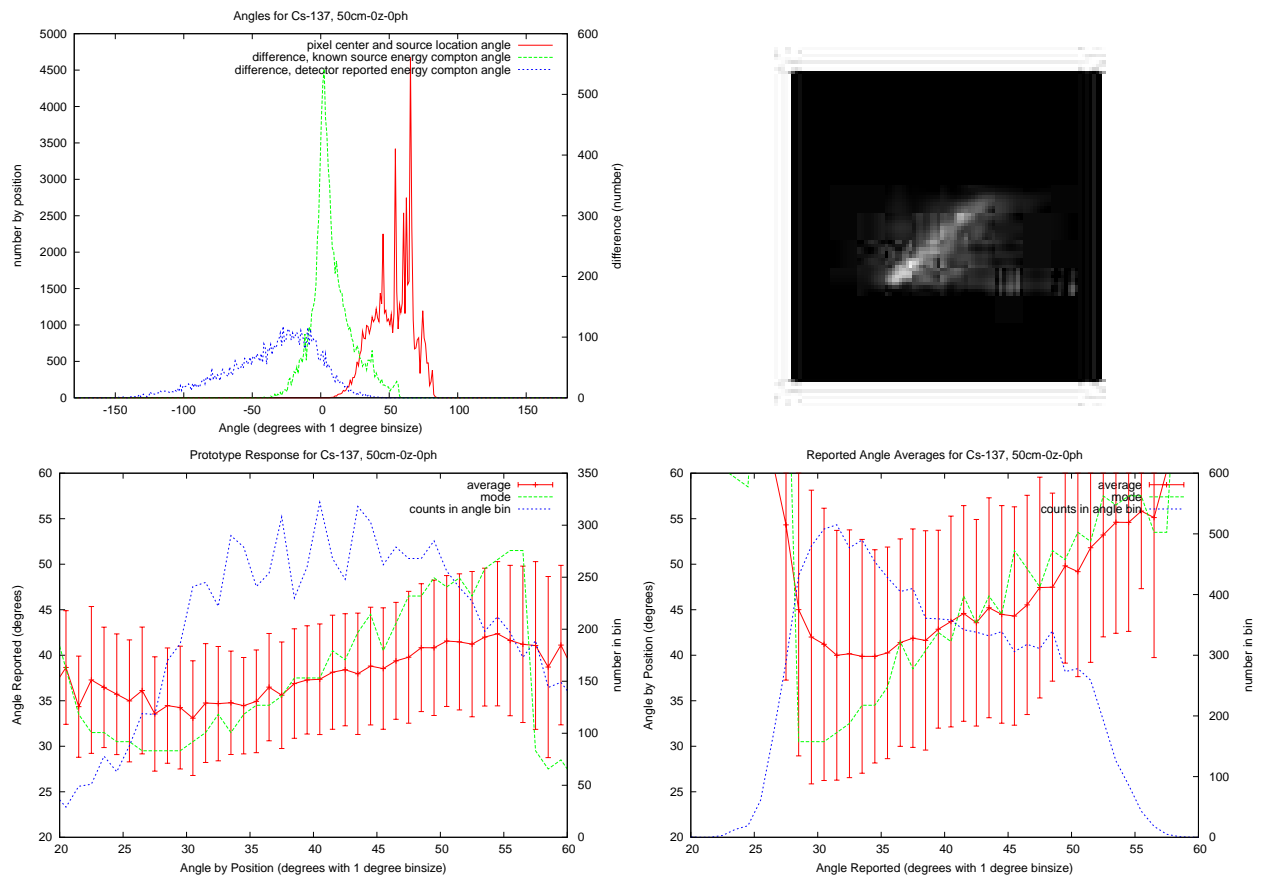 Angles for Cs-137, 50cm-0z-0ph
pixel center and source location angle
difference, known source energy compton angle
difference, detector reported energy compton angle
number by position
difference (number)
5000
4500
4000
3500
3000
2500
2000
1500
1000
500
0
600
500
400
300
200
100
0
-150 -100 -50 0 50 100 150
Angle (degrees with 1 degree binsize)
Prototype Response for Cs-137, 50cm-0z-0ph
average
mode
counts in angle bin
Angle Reported (degrees)
number in bin
60
55
50
45
40
35
30
25
20
350
300
250
200
150
100
50
0
20 25 30 35 40 45 50 55 60
Angle by Position (degrees with 1 degree binsize)
Reported Angle Averages for Cs-137, 50cm-0z-0ph
average
mode
counts in angle bin
Angle by Position (degrees)
number in bin
60
55
50
45
40
35
30
25
20
600
500
400
300
200
100
0
20 25 30 35 40 45 50 55 60
Angle Reported (degrees with 1 degree binsize)